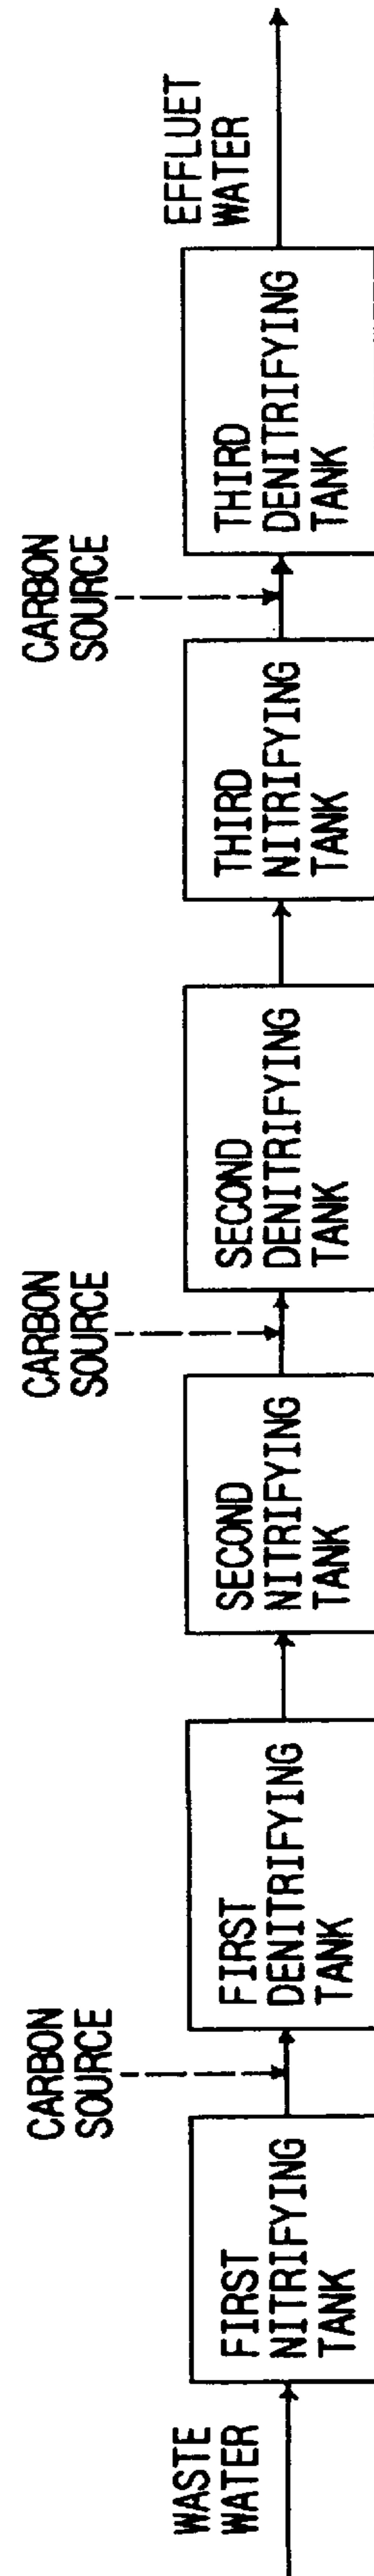 WASTE
WATER
FIRST
NITRIFYING
TANK
CARBON
SOURCE
FIRST
DENITRIFYING
TANK
SECOND
NITRIFYING
TANK
CARBON
SOURCE
SECOND
DENITRIFYING
TANK
THIRD
NITRIFYING
TANK
CARBON
SOURCE
THIRD
DENITRIFYING
TANK
EFFLUET
WATER